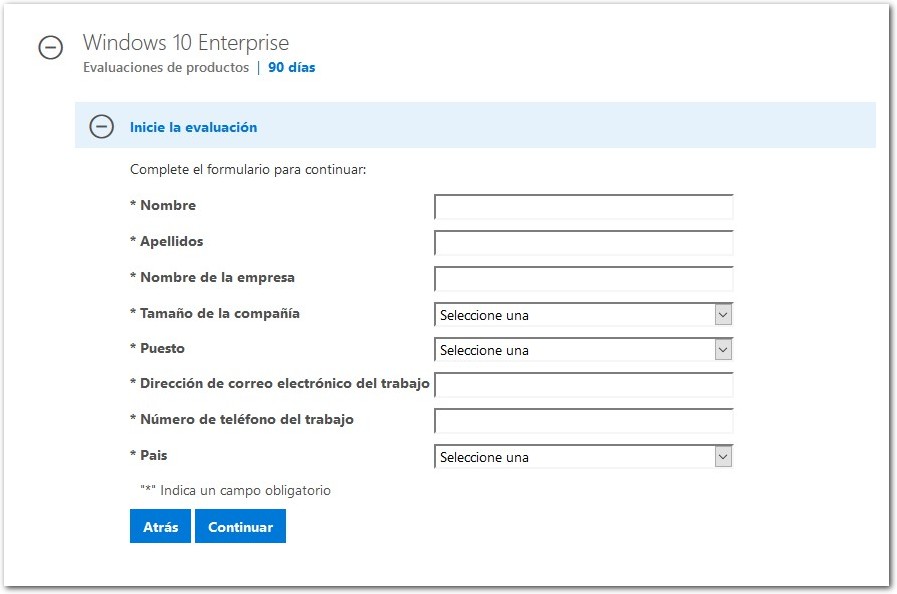 Windows 10 Enterprise
Evaluaciones de productos | 90 días
Inicie la evaluación
Complete el formulario para continuar:
* Nombre
* Apellidos
* Nombre de la empresa
* Tamaño de la compañía Seleccione una
* Puesto Seleccione una
* Dirección de correo electrónico del trabajo
* Número de teléfono del trabajo
* Pais Seleccione una
"*" Indica un campo obligatorio
Atrás Continuar